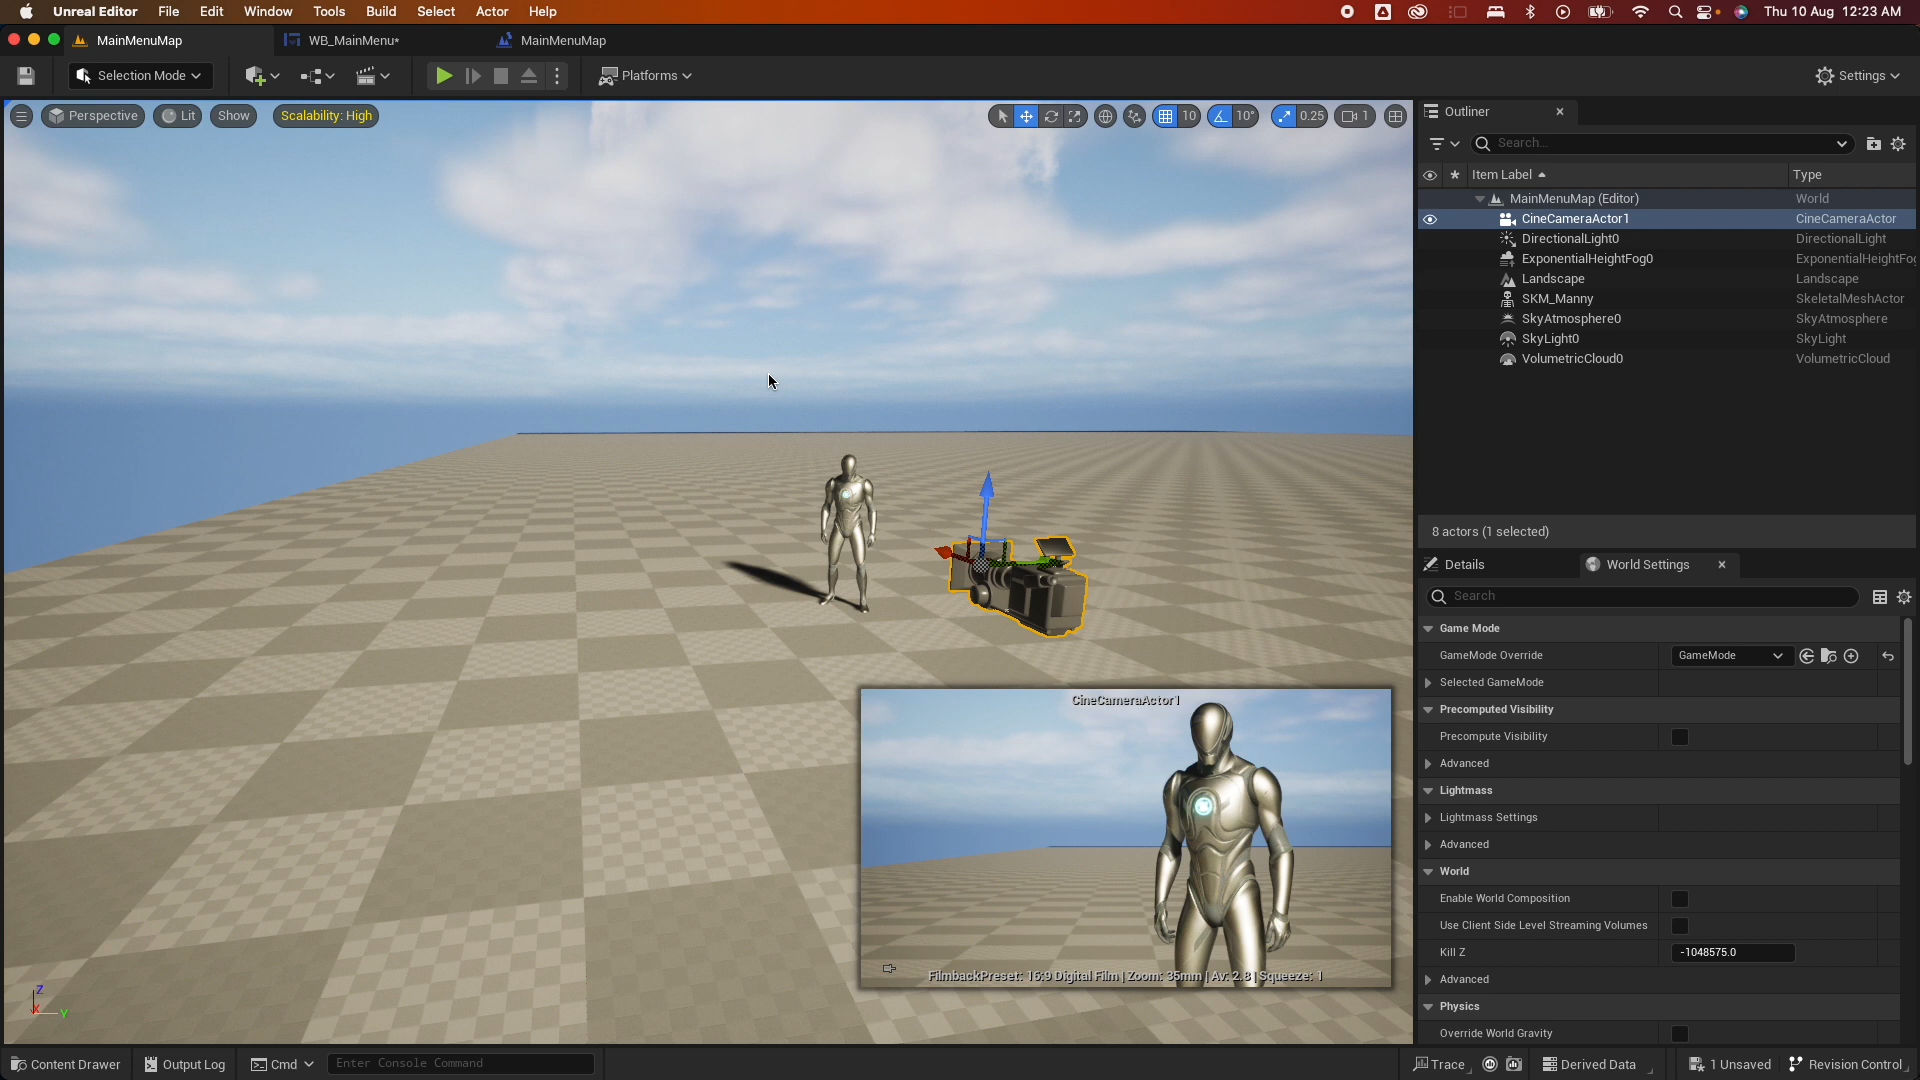 Unreal Editor File Edit Window Tools Build Select Actor Help Thu 10 Aug 12:23 AM
MainMenuMap WB_MainMenu* MainMenuMap
Selection Mode Platforms Settings
Perspective Lit Show Scalability: High 10 10° 0.25 1
Outliner
Search...
Item Label Type
MainMenuMap (Editor) World
CineCameraActor1 CineCameraActor
DirectionalLight0 DirectionalLight
ExponentialHeightFog0 ExponentialHeightFog
Landscape Landscape
SKM_Manny SkeletalMeshActor
SkyAtmosphere0 SkyAtmosphere
SkyLight0 SkyLight
VolumetricCloud0 VolumetricCloud
8 actors (1 selected)
Details World Settings
Search
Game Mode
GameMode Override GameMode
Selected GameMode
Precomputed Visibility
Precompute Visibility
Advanced
Lightmass
Lightmass Settings
Advanced
World
Enable World Composition
Use Client Side Level Streaming Volumes
Kill Z -1048575.0
Advanced
Physics
Override World Gravity
CineCameraActor1
FilmbackPreset: 16:9 Digital Film | Zoom: 35mm | Av: 2.8 | Squeeze: 1
Z
X Y
Content Drawer Output Log Cmd Enter Console Command Trace Derived Data 1 Unsaved Revision Control